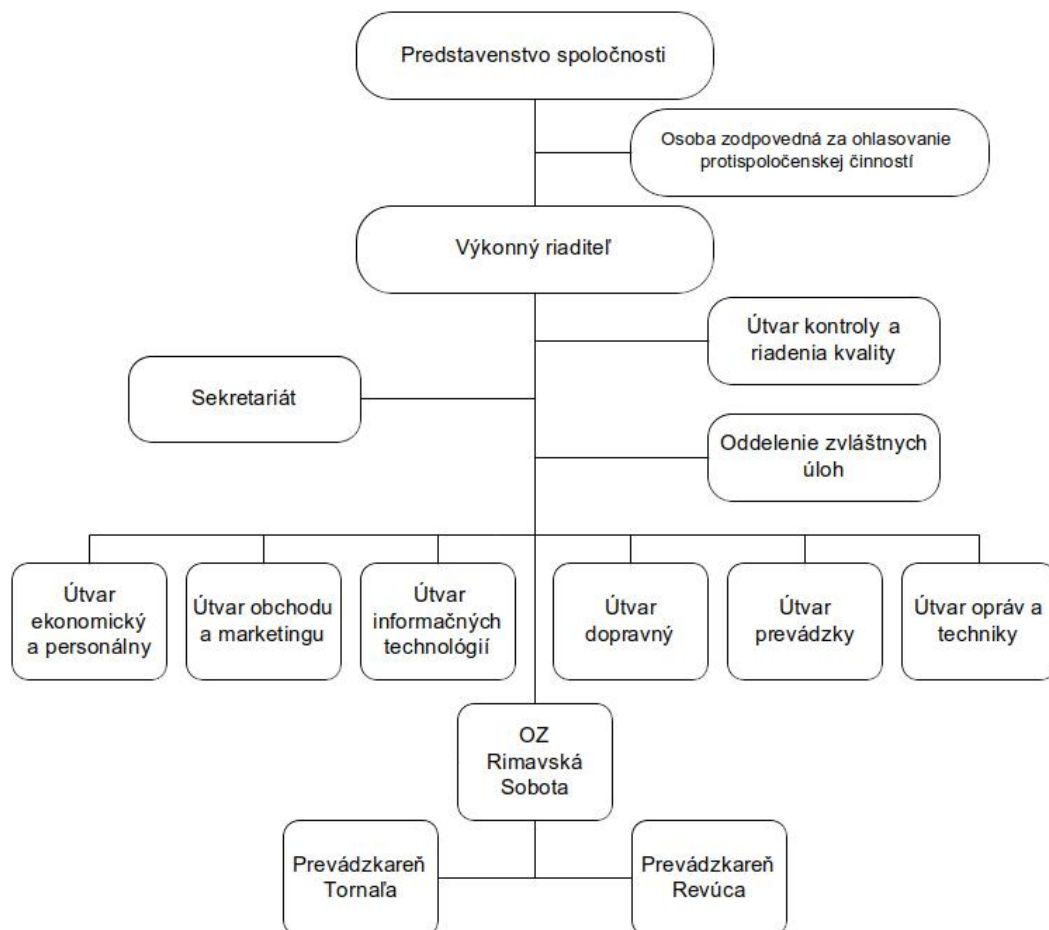 Predstavenstvo spoločnosti
Osoba zodpovedná za ohlasovanie
protispoločenskej činností
Výkonný riaditeľ
Útvar kontroly a
riadenia kvality
Sekretariát
Oddelenie zvláštnych
úloh
Útvar
ekonomický
a personálny
Útvar obchodu
a marketingu
Útvar
informačných
technológií
Útvar
dopravný
Útvar
prevádzky
Útvar opráv a
techniky
OZ
Rimavská
Sobota
Prevádzkareň
Tornaľa
Prevádzkareň
Revúca